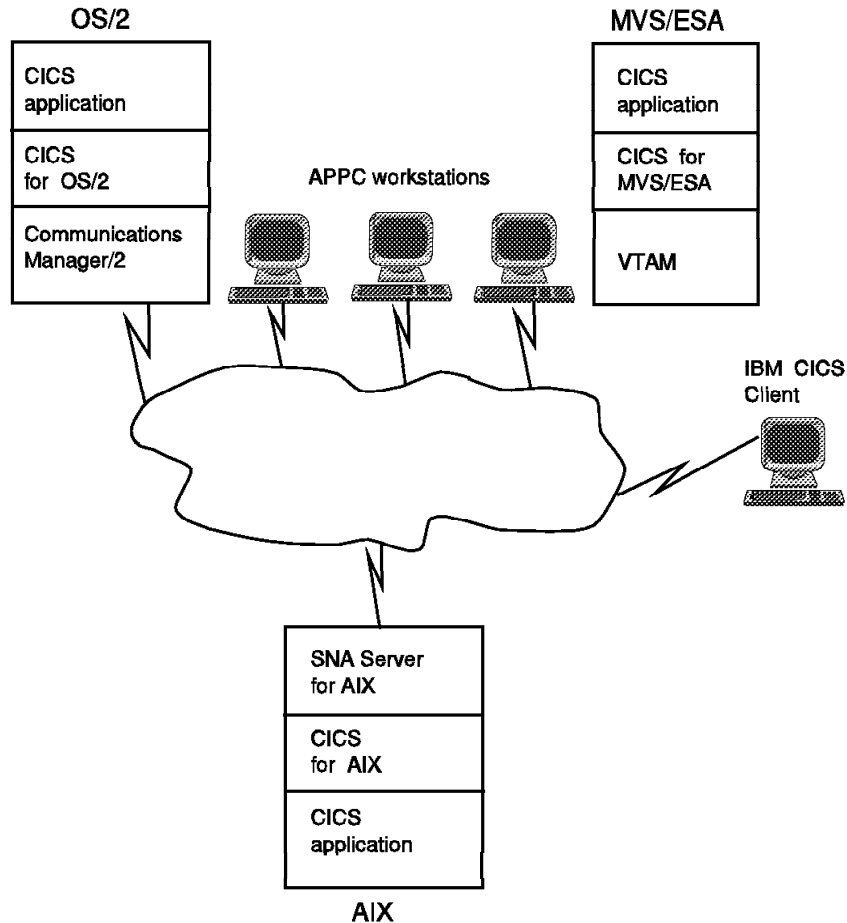 OS/2
MVS/ESA
CICS
application
CICS
for OS/2
Communications
Manager/2
APPC workstations
CICS
application
CICS for
MVS/ESA
VTAM
IBM CICS
Client
SNA Server
for AIX
CICS
for AIX
CICS
application
AIX